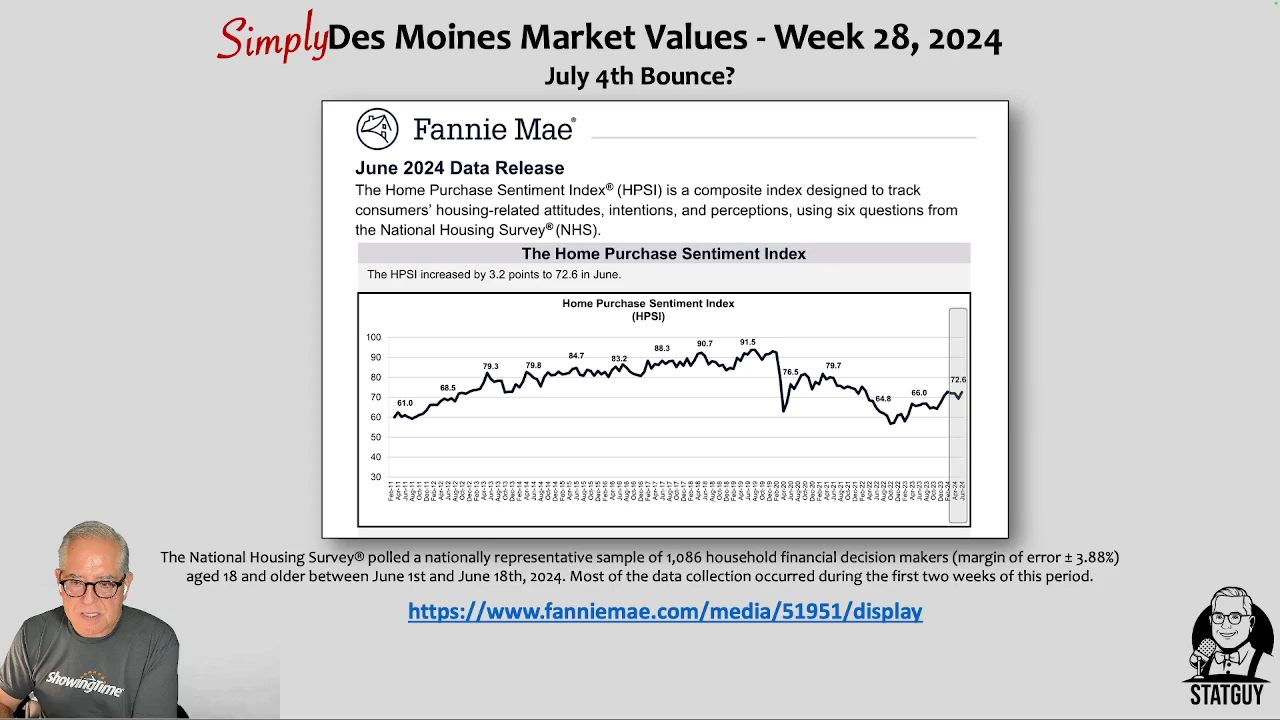 Simply Des Moines Market Values - Week 28, 2024
July 4th Bounce?
Fannie Mae®
June 2024 Data Release
The Home Purchase Sentiment Index® (HPSI) is a composite index designed to track
consumers' housing-related attitudes, intentions, and perceptions, using six questions from
the National Housing Survey® (NHS).
The Home Purchase Sentiment Index
The HPSI increased by 3.2 points to 72.6 in June.
Home Purchase Sentiment Index
(HPSI)
100
90
80
70
60
50
40
30
61.0
68.5
79.3
79.8
84.7
83.2
88.3
90.7
91.5
76.5
79.7
64.8
66.0
72.6
The National Housing Survey® polled a nationally representative sample of 1,086 household financial decision makers (margin of error ± 3.88%)
aged 18 and older between June 1st and June 18th, 2024. Most of the data collection occurred during the first two weeks of this period.
https://www.fanniemae.com/media/51951/display
ShowingTime
STATGUY